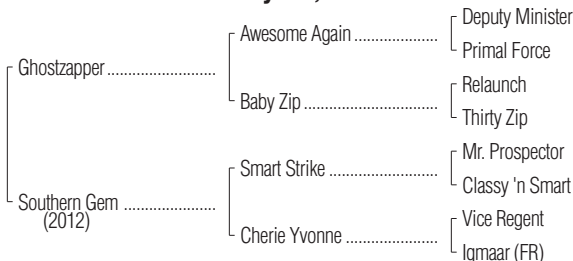 Deputy Minister
Awesome Again
Primal Force
Ghostzapper
Relaunch
Baby Zip
Thirty Zip
Mr. Prospector
Smart Strike
Classy 'n Smart
Southern Gem
(2012)
Vice Regent
Cherie Yvonne
Iqmaar (FR)